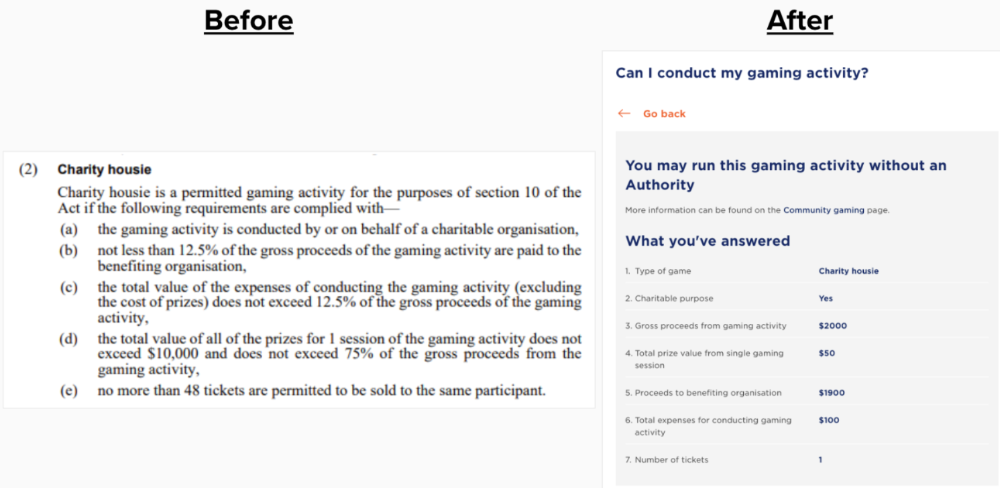 Before
After
(2) Charity housie
Charity housie is a permitted gaming activity for the purposes of section 10 of the
Act if the following requirements are complied with—
(a) the gaming activity is conducted by or on behalf of a charitable organisation,
(b) not less than 12.5% of the gross proceeds of the gaming activity are paid to the
benefiting organisation,
(c) the total value of the expenses of conducting the gaming activity (excluding
the cost of prizes) does not exceed 12.5% of the gross proceeds of the gaming
activity,
(d) the total value of all of the prizes for 1 session of the gaming activity does not
exceed $10,000 and does not exceed 75% of the gross proceeds from the
gaming activity,
(e) no more than 48 tickets are permitted to be sold to the same participant.
Can I conduct my gaming activity?
← Go back
You may run this gaming activity without an
Authority
More information can be found on the Community gaming page.
What you've answered
1. Type of game Charity housie
2. Charitable purpose Yes
3. Gross proceeds from gaming activity $2000
4. Total prize value from single gaming $50
session
5. Proceeds to benefiting organisation $1900
6. Total expenses for conducting gaming $100
activity
7. Number of tickets 1